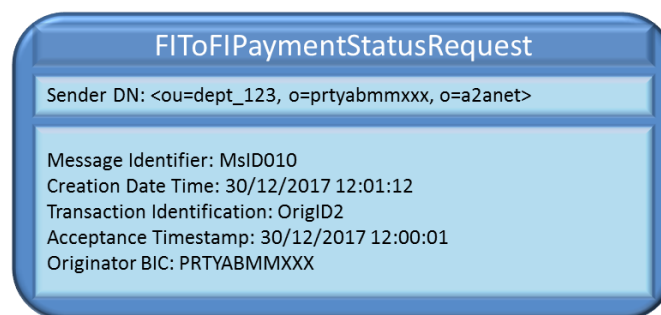 FIToFIPaymentStatusRequest
Sender DN: <ou=dept_123, o=prtyabmmxxx, o=a2anet>
Message Identifier: MsID010
Creation Date Time: 30/12/2017 12:01:12
Transaction Identification: OrigID2
Acceptance Timestamp: 30/12/2017 12:00:01
Originator BIC: PRTYABMMXXX